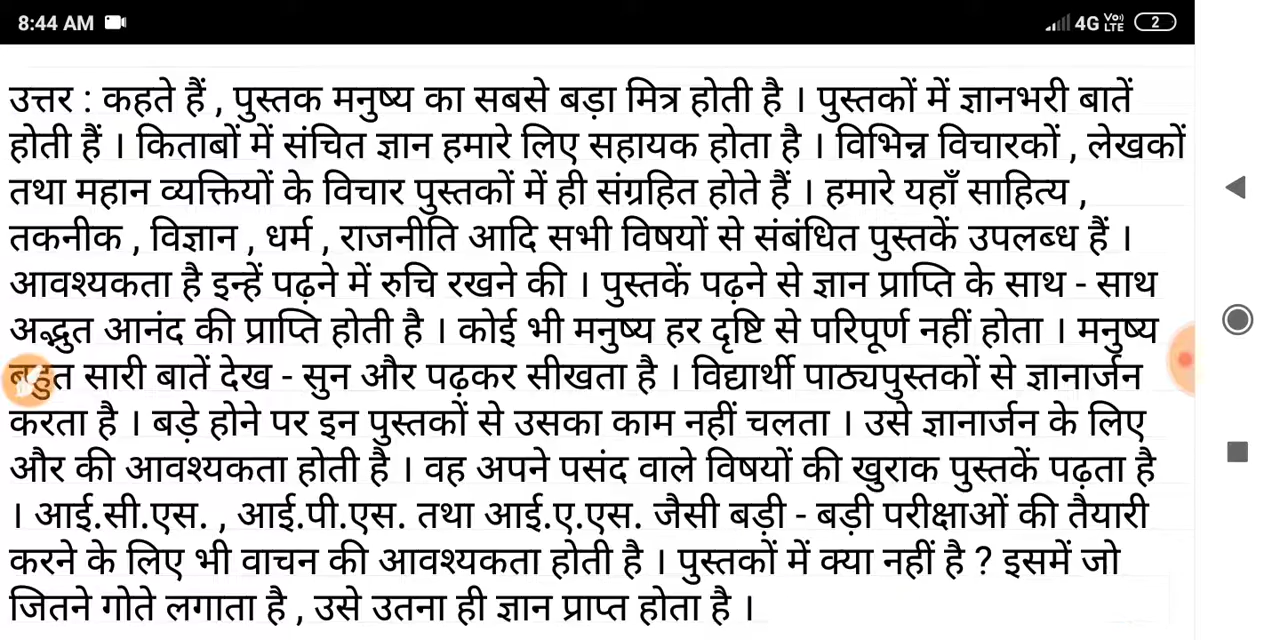 8:44 AM
4G Vo) LTE 2
उत्तर : कहते हैं , पुस्तक मनुष्य का सबसे बड़ा मित्र होती है । पुस्तकों में ज्ञानभरी बातें
होती हैं । किताबों में संचित ज्ञान हमारे लिए सहायक होता है । विभिन्न विचारकों , लेखकों
तथा महान व्यक्तियों के विचार पुस्तकों में ही संग्रहित होते हैं । हमारे यहाँ साहित्य ,
तकनीक , विज्ञान , धर्म , राजनीति आदि सभी विषयों से संबंधित पुस्तकें उपलब्ध हैं ।
आवश्यकता है इन्हें पढ़ने में रुचि रखने की । पुस्तकें पढ़ने से ज्ञान प्राप्ति के साथ - साथ
अद्भुत आनंद की प्राप्ति होती है । कोई भी मनुष्य हर दृष्टि से परिपूर्ण नहीं होता । मनुष्य
बहुत सारी बातें देख - सुन और पढ़कर सीखता है । विद्यार्थी पाठ्यपुस्तकों से ज्ञानार्जन
करता है । बड़े होने पर इन पुस्तकों से उसका काम नहीं चलता । उसे ज्ञानार्जन के लिए
और की आवश्यकता होती है । वह अपने पसंद वाले विषयों की खुराक पुस्तकें पढ़ता है
। आई.सी.एस. , आई.पी.एस. तथा आई.ए.एस. जैसी बड़ी - बड़ी परीक्षाओं की तैयारी
करने के लिए भी वाचन की आवश्यकता होती है । पुस्तकों में क्या नहीं है ? इसमें जो
जितने गोते लगाता है , उसे उतना ही ज्ञान प्राप्त होता है ।